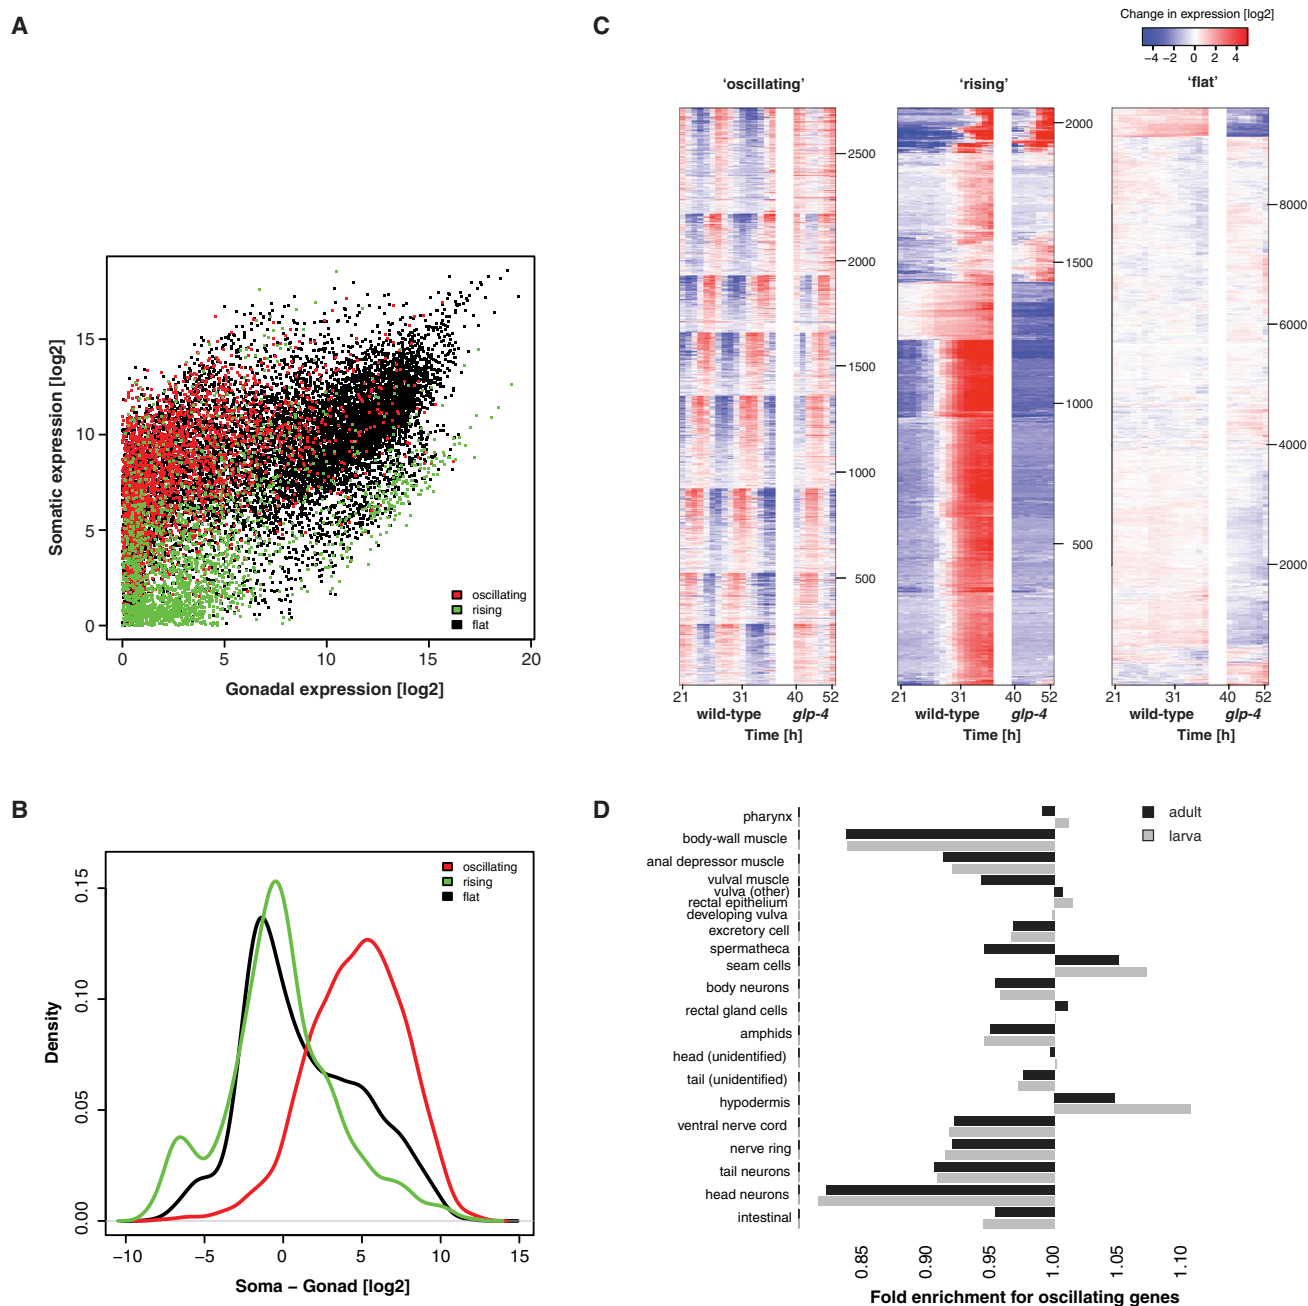 A
Somatic expression [log2]
15
10
5
0
oscillating
rising
flat
0 5 10 15 20
Gonadal expression [log2]
B
Density
0.15
0.10
0.05
0.00
oscillating
rising
flat
−10 −5 0 5 10 15
Soma − Gonad [log2]
C
Change in expression [log2]
−4 −2 0 2 4
‘oscillating’
2500
2000
1500
1000
500
21 31 40 52
wild-type glp-4
Time [h]
‘rising’
2000
1500
1000
500
21 31 40 52
wild-type glp-4
Time [h]
‘flat’
8000
6000
4000
2000
21 31 40 52
wild-type glp-4
Time [h]
D
adult
larva
pharynx
body-wall muscle
anal depressor muscle
vulval muscle
vulva (other)
rectal epithelium
developing vulva
excretory cell
spermatheca
seam cells
body neurons
rectal gland cells
amphids
head (unidentified)
tail (unidentified)
hypodermis
ventral nerve cord
nerve ring
tail neurons
head neurons
intestinal
0.85 0.90 0.95 1.00 1.05 1.10
Fold enrichment for oscillating genes